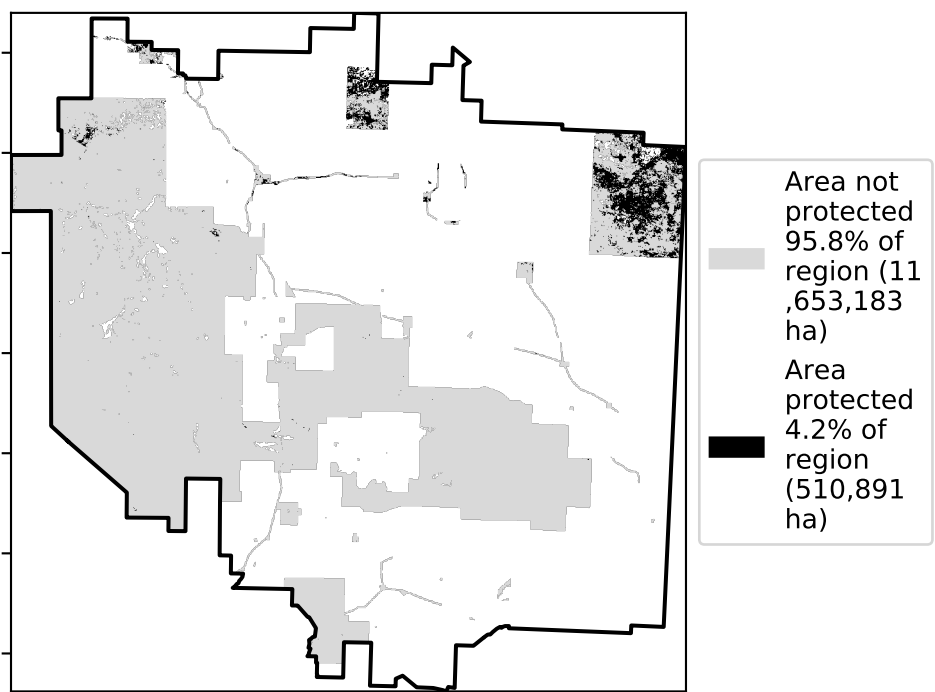 Area not
protected
95.8% of
region (11
,653,183
ha)
Area
protected
4.2% of
region
(510,891
ha)